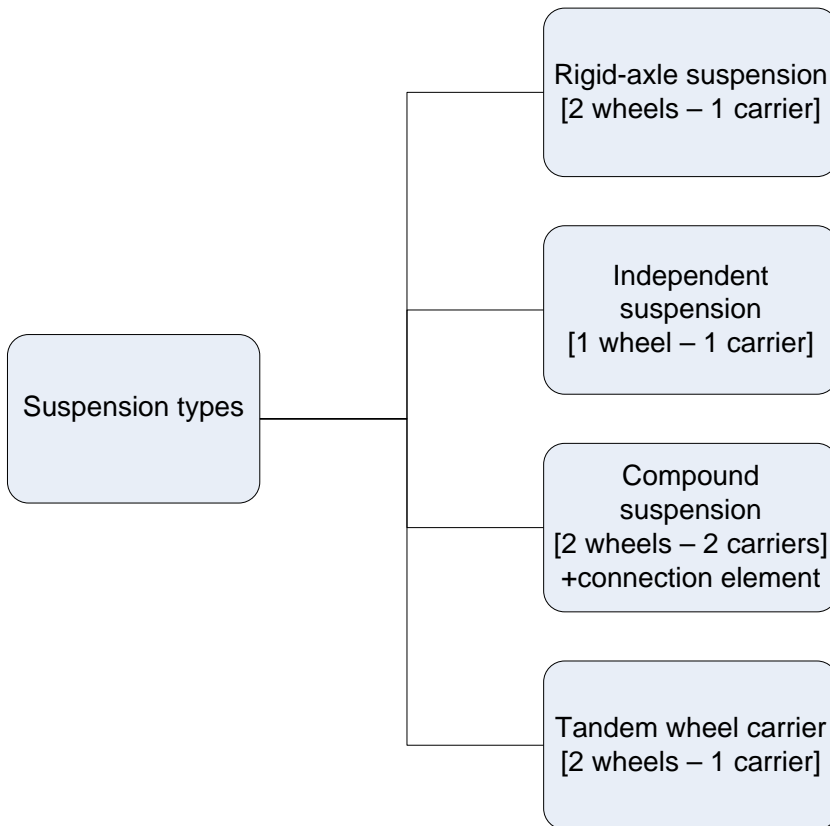 Suspension types
Rigid-axle suspension
[2 wheels – 1 carrier]
Independent
suspension
[1 wheel – 1 carrier]
Compound
suspension
[2 wheels – 2 carriers]
+connection element
Tandem wheel carrier
[2 wheels – 1 carrier]